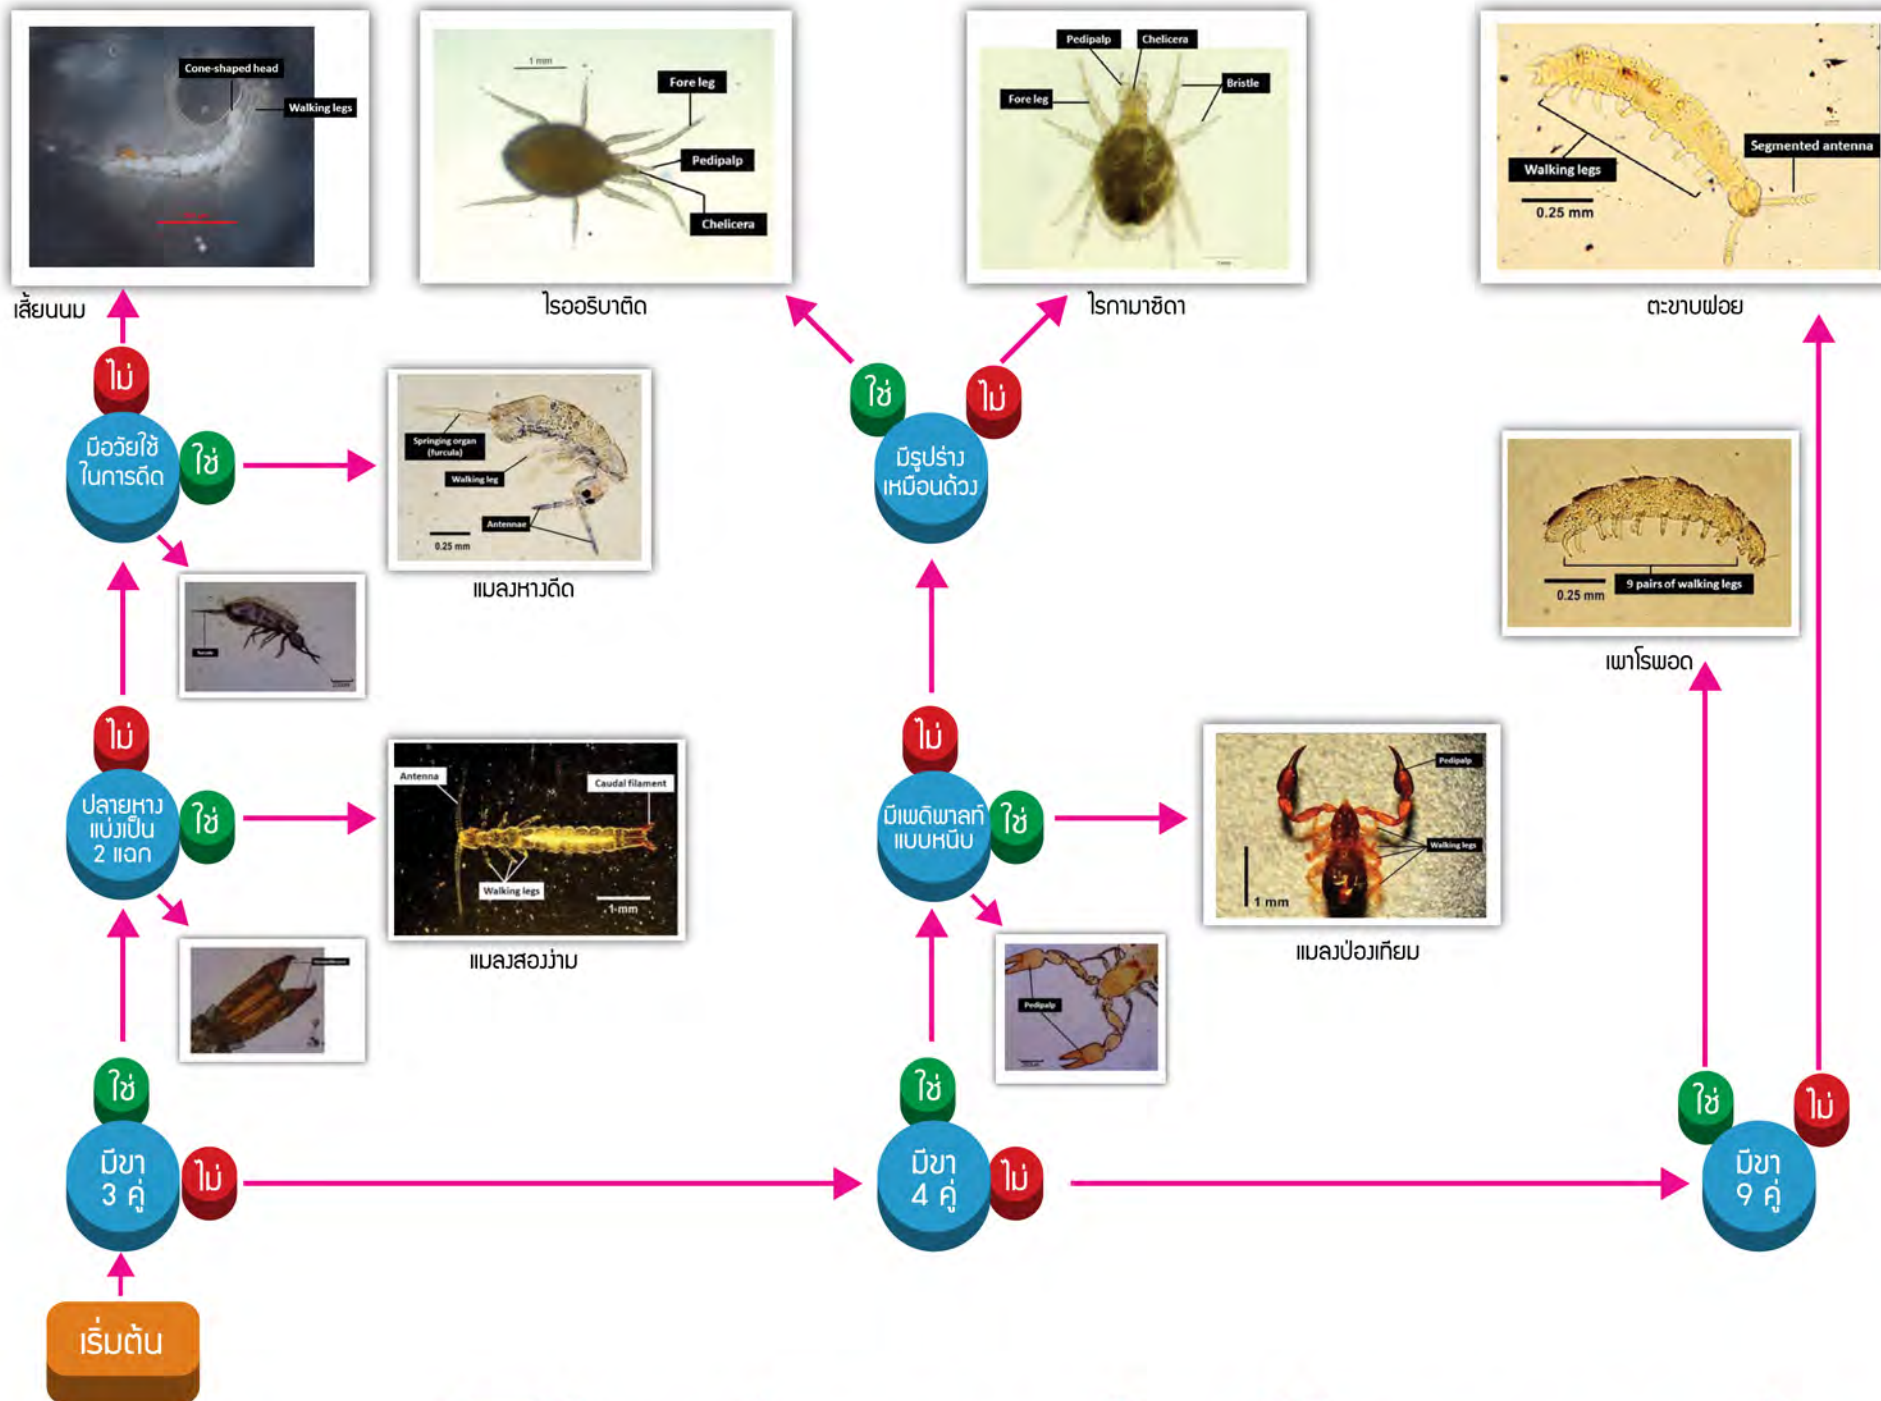 Cone-shaped head
Walking legs
เสี้ยนนม
1 mm
Fore leg
Pedipalp
Chelicera
ไรออริบาติด
Pedipalp
Chelicera
Fore leg
Bristle
ไรกามาซิดา
Walking legs
Segmented antenna
0.25 mm
ตะขาบฝอย
ไม่
มีอวัยใช้
ในการดีด
ใช่
Springing organ
(furcula)
Walking leg
Antennae
0.25 mm
แมลงหางดีด
ใช่
ไม่
มีรูปร่าง
เหมือนด้วง
9 pairs of walking legs
0.25 mm
เพาโรพอด
ไม่
ปลายหาง
แบ่งเป็น
2 แฉก
ใช่
Antenna
Caudal filament
Walking legs
1 mm
แมลงสองง่าม
ไม่
มีเพดิพาลท์
แบบหนีบ
ใช่
Pedipalp
Walking legs
1 mm
แมลงป่องเทียม
Pedipalp
ใช่
มีขา
3 คู่
ไม่
ใช่
มีขา
4 คู่
ไม่
ใช่
ไม่
มีขา
9 คู่
เริ่มต้น